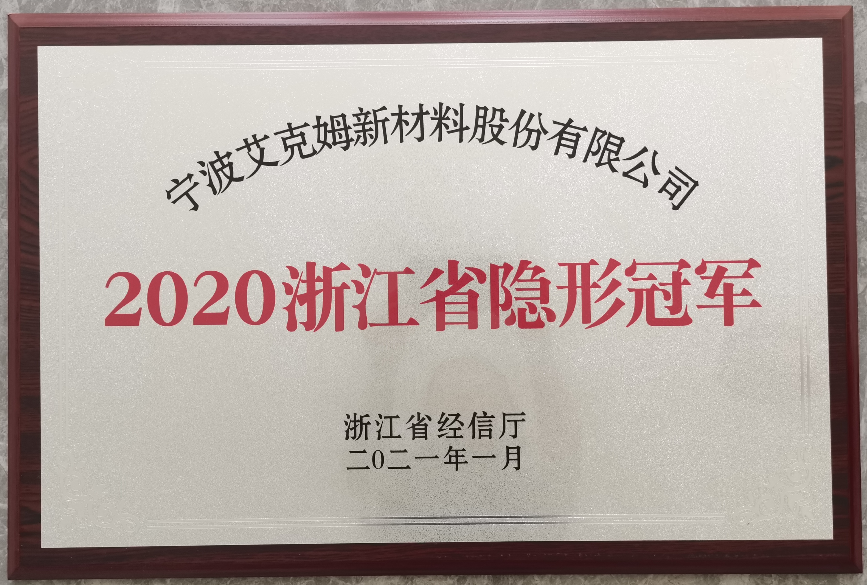 宁波艾克姆新材料股份有限公司
2020浙江省隐形冠军
浙江省经信厅
二0二一年一月